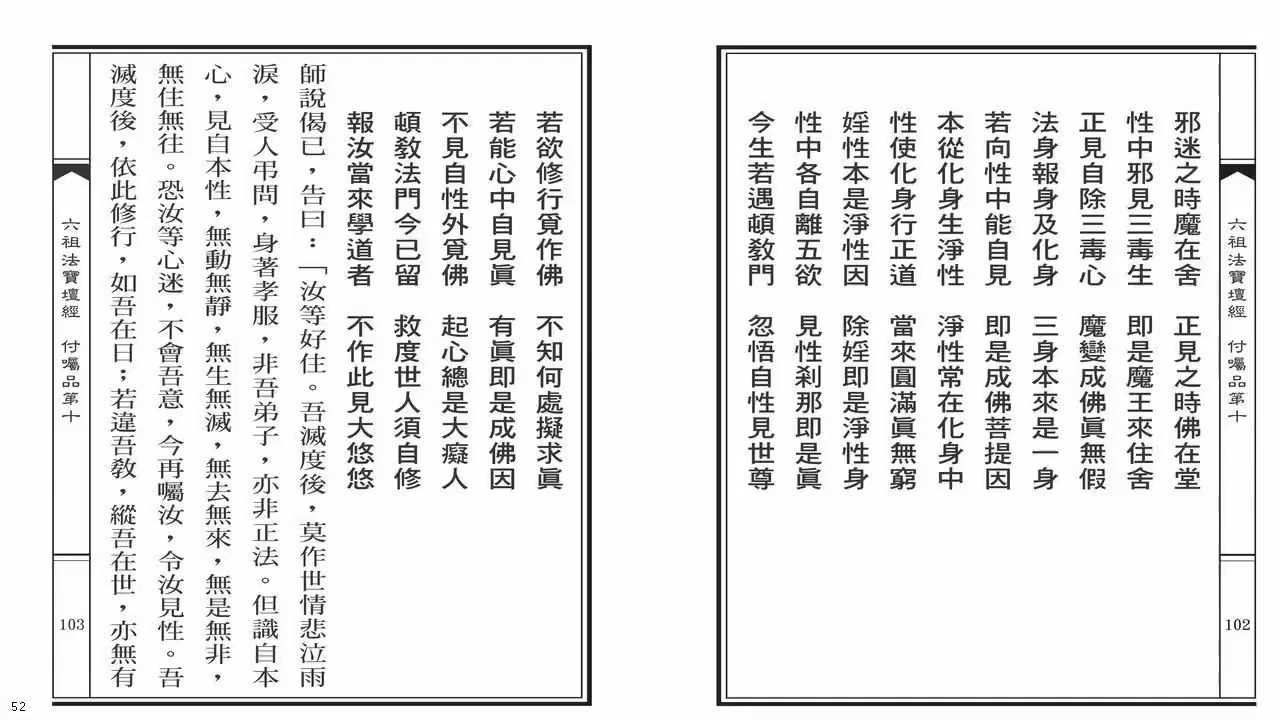 六祖法寶壇經　付囑品第十
102
邪迷之時魔在舍　正見之時佛在堂
性中邪見三毒生　即是魔王來住舍
正見自除三毒心　魔變成佛眞無假
法身報身及化身　三身本來是一身
若向性中能自見　即是成佛菩提因
本從化身生淨性　淨性常在化身中
性使化身行正道　當來圓滿眞無窮
婬性本是淨性因　除婬即是淨性身
性中各自離五欲　見性剎那即是眞
今生若遇頓教門　忽悟自性見世尊
若欲修行覓作佛　不知何處擬求眞
若能心中自見眞　有眞即是成佛因
不見自性外覓佛　起心總是大癡人
頓教法門今已留　救度世人須自修
報汝當來學道者　不作此見大悠悠
師說偈已，告曰：「汝等好住。吾滅度後，莫作世情悲泣雨
淚，受人弔問，身著孝服，非吾弟子，亦非正法。但識自本
心，見自本性，無動無靜，無生無滅，無去無來，無是無非，
無住無往。恐汝等心迷，不會吾意，今再囑汝，令汝見性。吾
滅度後，依此修行，如吾在日；若違吾教，縱吾在世，亦無有
六祖法寶壇經　付囑品第十
103
52